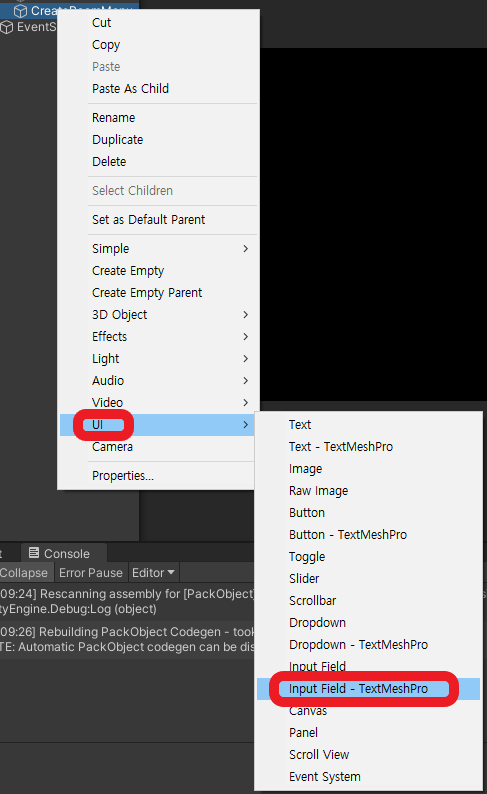 CreateRoomMenu
EventS
Cut
Copy
Paste
Paste As Child
Rename
Duplicate
Delete
Select Children
Set as Default Parent
Simple
Create Empty
Create Empty Parent
3D Object
Effects
Light
Audio
Video
UI
Camera
Properties...
Text
Text - TextMeshPro
Image
Raw Image
Button
Button - TextMeshPro
Toggle
Slider
Scrollbar
Dropdown
Dropdown - TextMeshPro
Input Field
Input Field - TextMeshPro
Canvas
Panel
Scroll View
Event System
t
Console
Collapse Error Pause Editor
09:24] Rescanning assembly for [PackObject]
tyEngine.Debug:Log (object)
09:26] Rebuilding PackObject Codegen - took
TE: Automatic PackObject codegen can be dis